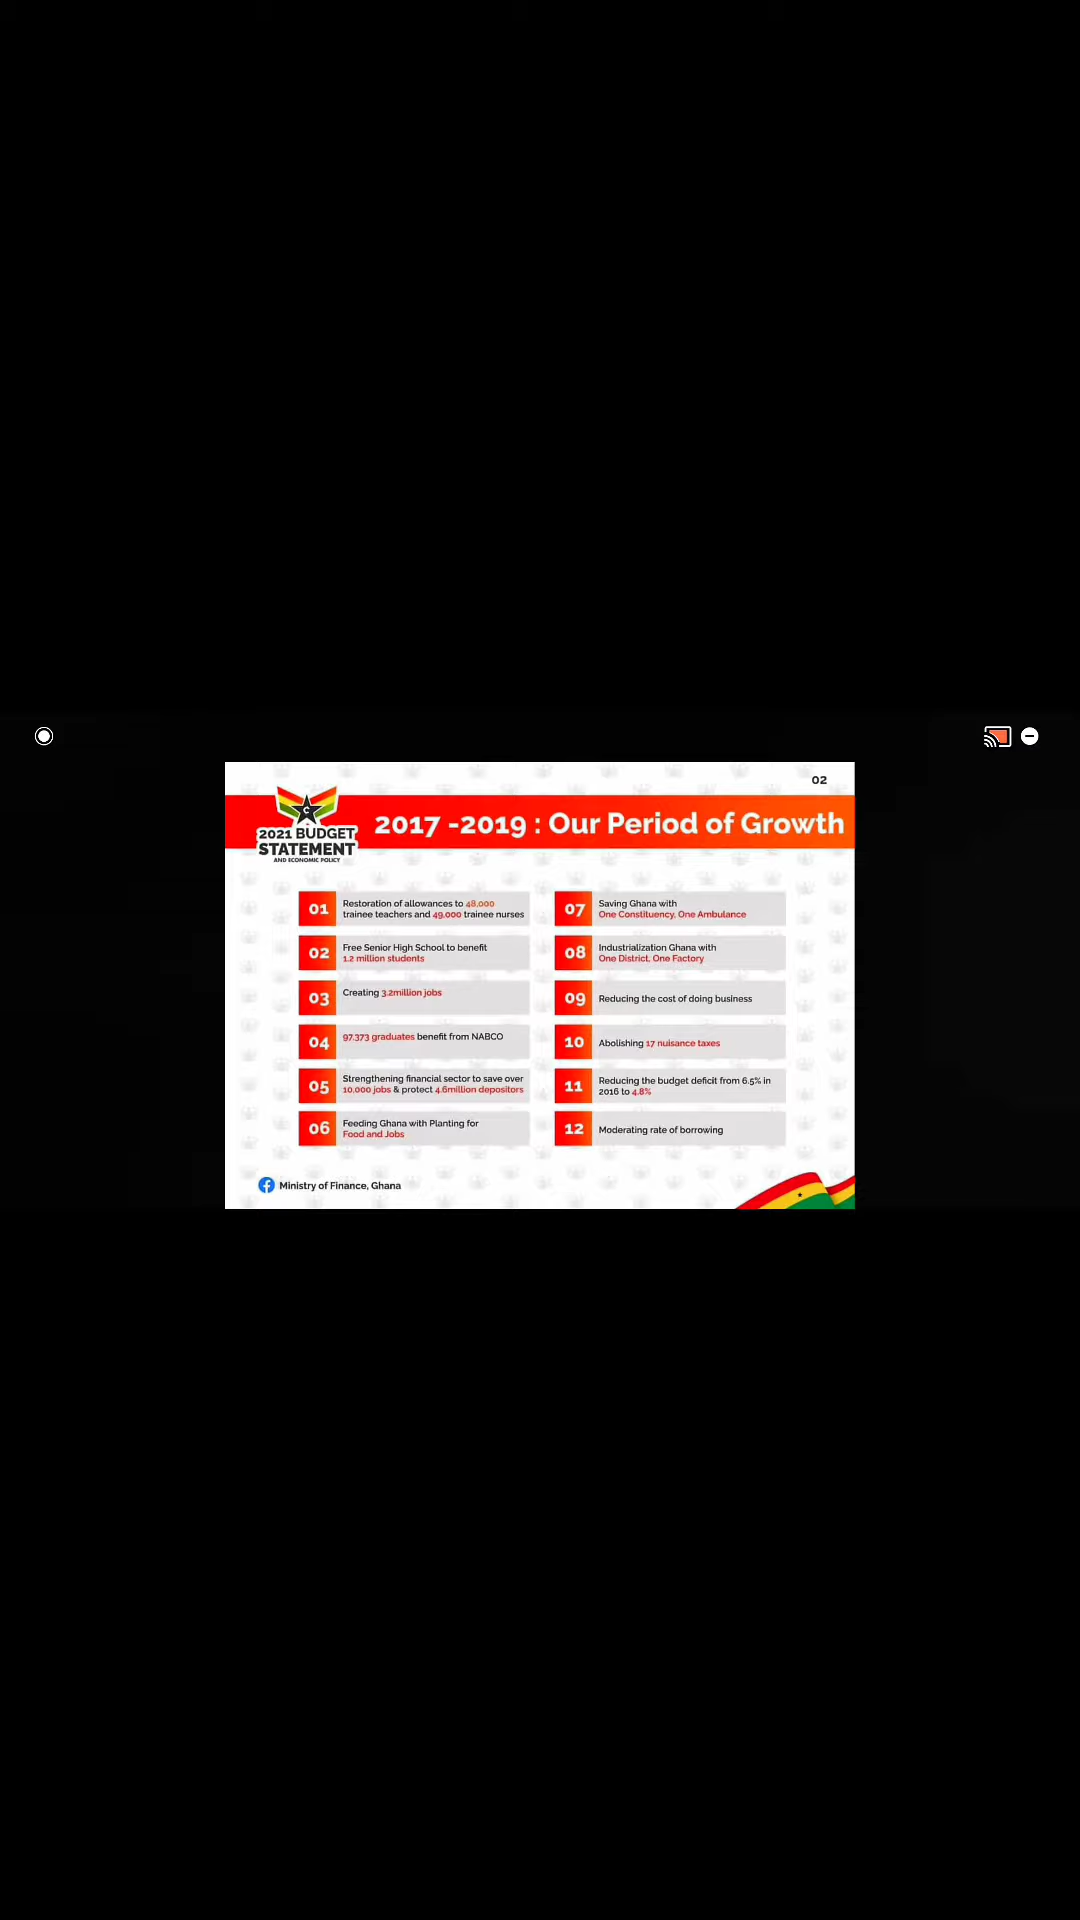 02
2021 BUDGET
STATEMENT
AND ECONOMIC POLICY
2017 -2019 : Our Period of Growth
01
Restoration of allowances to 48,000
trainee teachers and 49,000 trainee nurses
02
Free Senior High School to benefit
1.2 million students
03
Creating 3.2million jobs
04
97,373 graduates benefit from NABCO
05
Strengthening financial sector to save over
10,000 jobs & protect 4.6million depositors
06
Feeding Ghana with Planting for
Food and Jobs
07
Saving Ghana with
One Constituency, One Ambulance
08
Industrialization Ghana with
One District, One Factory
09
Reducing the cost of doing business
10
Abolishing 17 nuisance taxes
11
Reducing the budget deficit from 6.5% in
2016 to 4.8%
12
Moderating rate of borrowing
Ministry of Finance, Ghana